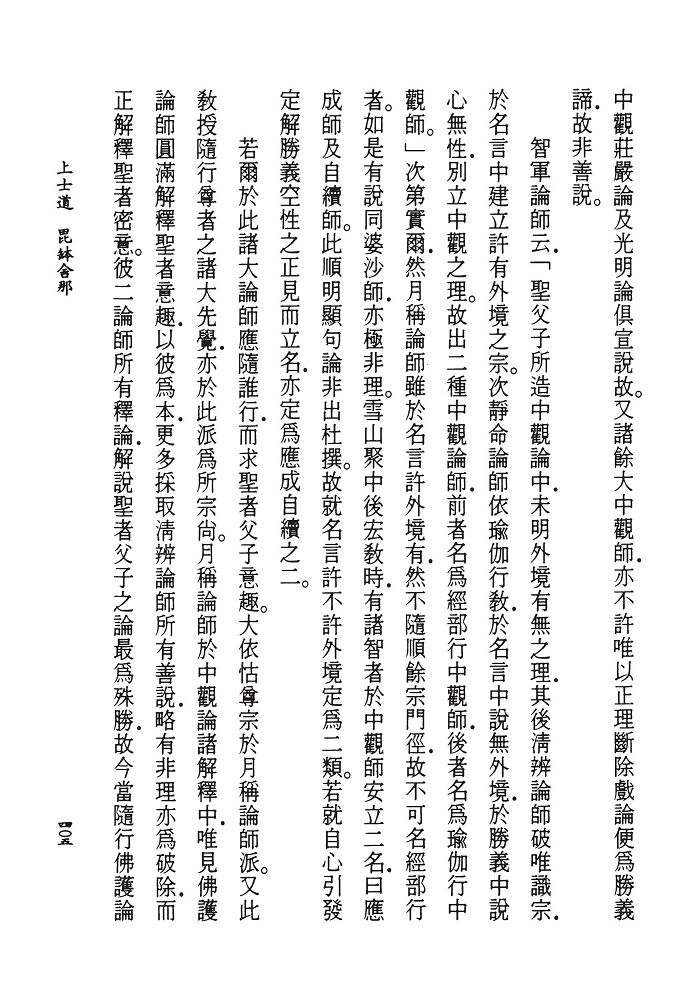 中觀莊嚴論及光明論俱宣說故。又諸餘大中觀師．亦不許唯以正理斷除戲論便爲勝義
諦．故非善說。
智軍論師云．「聖父子所造中觀論中．未明外境有無之理．其後淸辨論師破唯識宗．
於名言中建立許有外境之宗。次靜命論師依瑜伽行敎．於名言中說無外境．於勝義中說
心無性．別立中觀之理。故出二種中觀論師．前者名爲經部行中觀師．後者名爲瑜伽行中
觀師。」次第實爾．然月稱論師雖於名言許外境有．然不隨順餘宗門徑．故不可名經部行
者。如是有說同婆沙師．亦極非理。雪山聚中後宏敎時．有諸智者於中觀師安立二名．曰應
成師及自續師。此順明顯句論非出杜撰。故就名言許不許外境定爲二類。若就自心引發
定解勝義空性之正見而立名．亦定爲應成自續之二。
若爾於此諸大論師應隨誰行．而求聖者父子意趣。大依怙尊宗於月稱論師派。又此
敎授隨行尊者之諸大先覺．亦於此派爲所宗尙。月稱論師於中觀論諸解釋中．唯見佛護
論師圓滿解釋聖者意趣．以彼爲本．更多採取淸辨論師所有善說．略有非理亦爲破除．而
正解釋聖者密意。彼二論師所有釋論．解說聖者父子之論最爲殊勝．故今當隨行佛護論
上士道　毘鉢舍那
四〇五